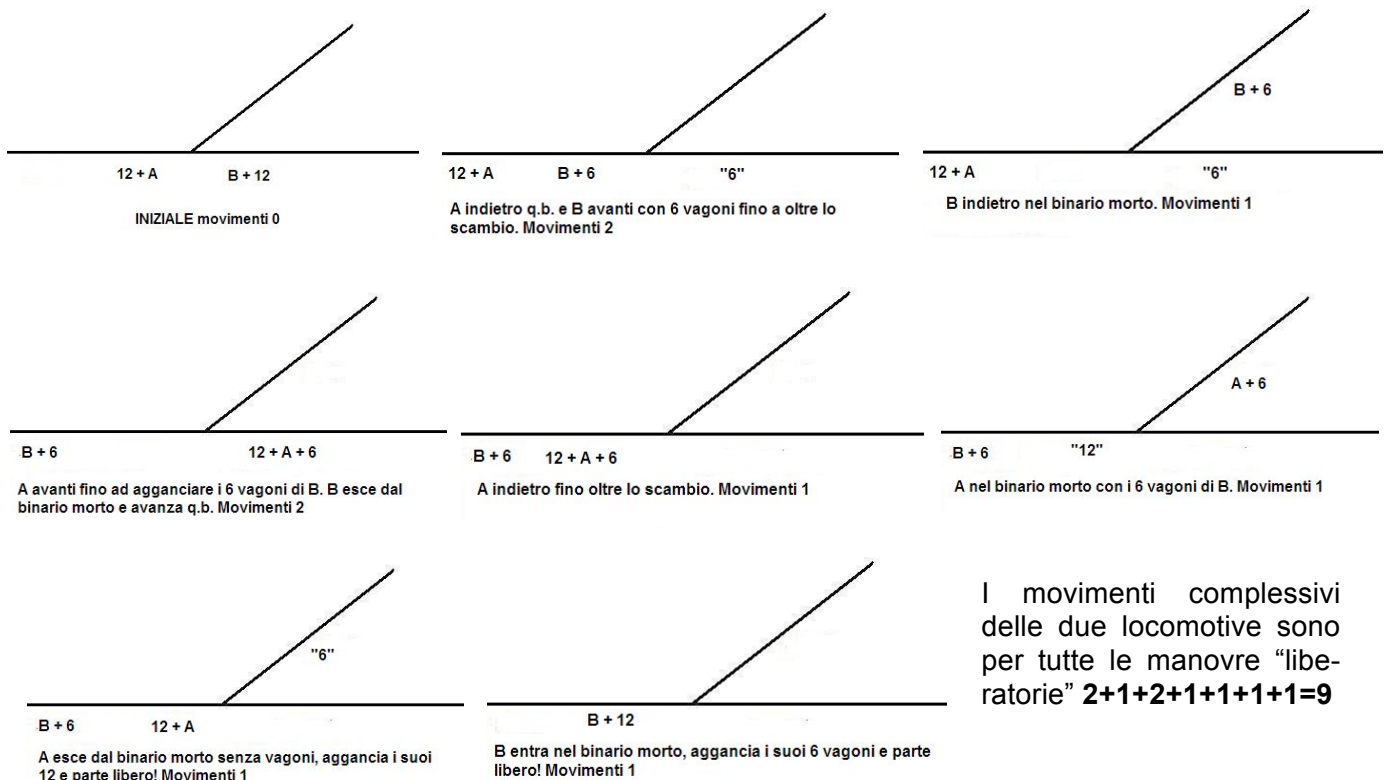 12 + A
B + 12
INIZIALE movimenti 0
12 + A
B + 6
"6"
A indietro q.b. e B avanti con 6 vagoni fino a oltre lo
scambio. Movimenti 2
B + 6
12 + A
"6"
B indietro nel binario morto. Movimenti 1
B + 6
12 + A + 6
A avanti fino ad agganciare i 6 vagoni di B. B esce dal
binario morto e avanza q.b. Movimenti 2
B + 6
12 + A + 6
A indietro fino oltre lo scambio. Movimenti 1
A + 6
B + 6
"12"
A nel binario morto con i 6 vagoni di B. Movimenti 1
"6"
B + 6
12 + A
A esce dal binario morto senza vagoni, aggancia i suoi
12 e parte libero! Movimenti 1
B + 12
B entra nel binario morto, aggancia i suoi 6 vagoni e parte
libero! Movimenti 1
I movimenti complessivi
delle due locomotive sono
per tutte le manovre “libe-
ratorie” 2+1+2+1+1+1+1=9